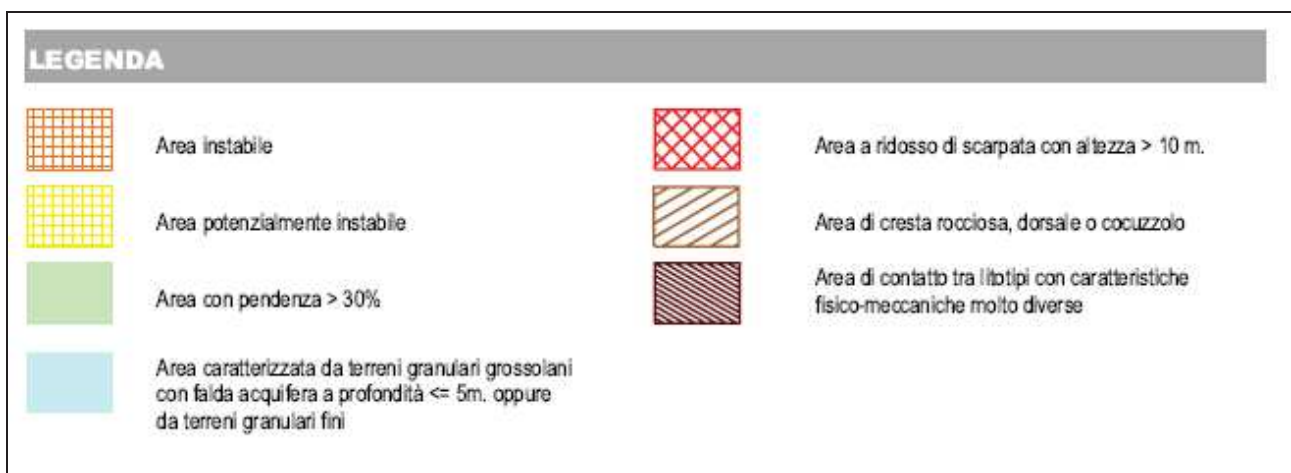 LEGENDA
Area instabile
Area potenzialmente instabile
Area con pendenza > 30%
Area caratterizzata da terreni granulari grossolani
con falda acquifera a profondità <= 5m. oppure
da terreni granulari fini
Area a ridosso di scarpata con altezza > 10 m.
Area di cresta rocciosa, dorsale o cocuzzolo
Area di contatto tra litotipi con caratteristiche
fisico-meccaniche molto diverse